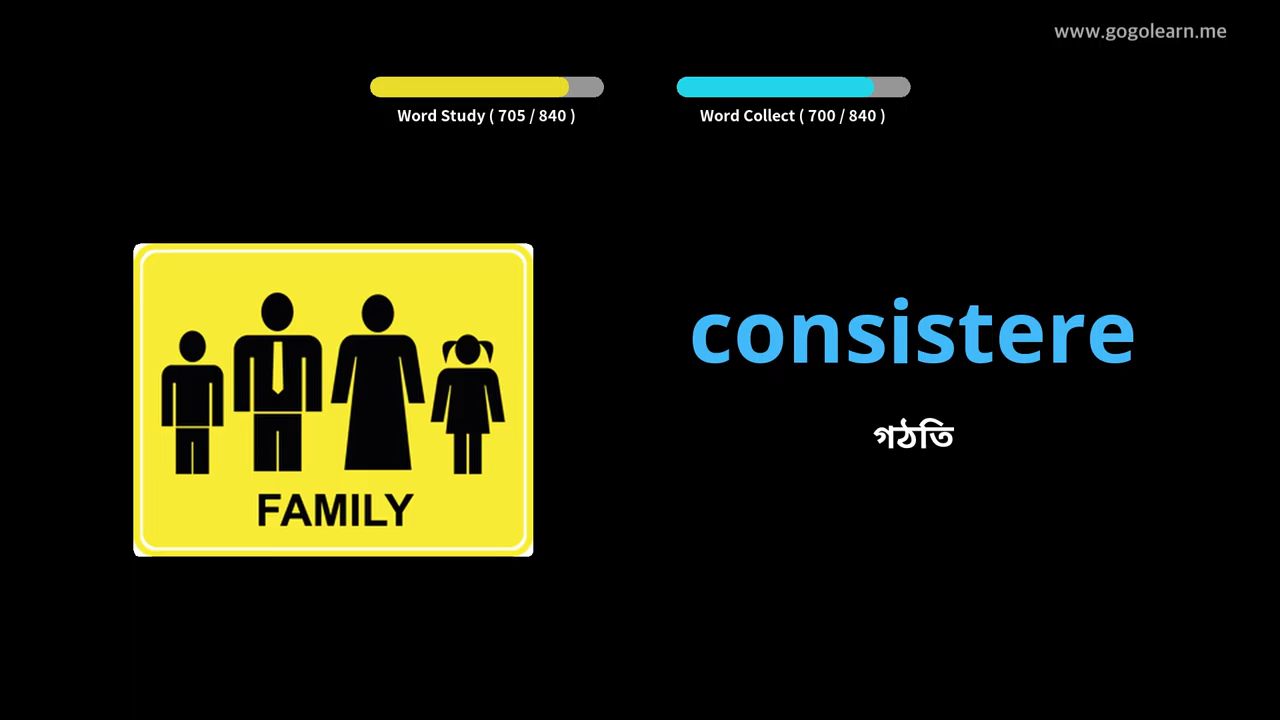 www.gogolearn.me
Word Study ( 705 / 840 )
Word Collect ( 700 / 840 )
consistere
গঠতি
FAMILY